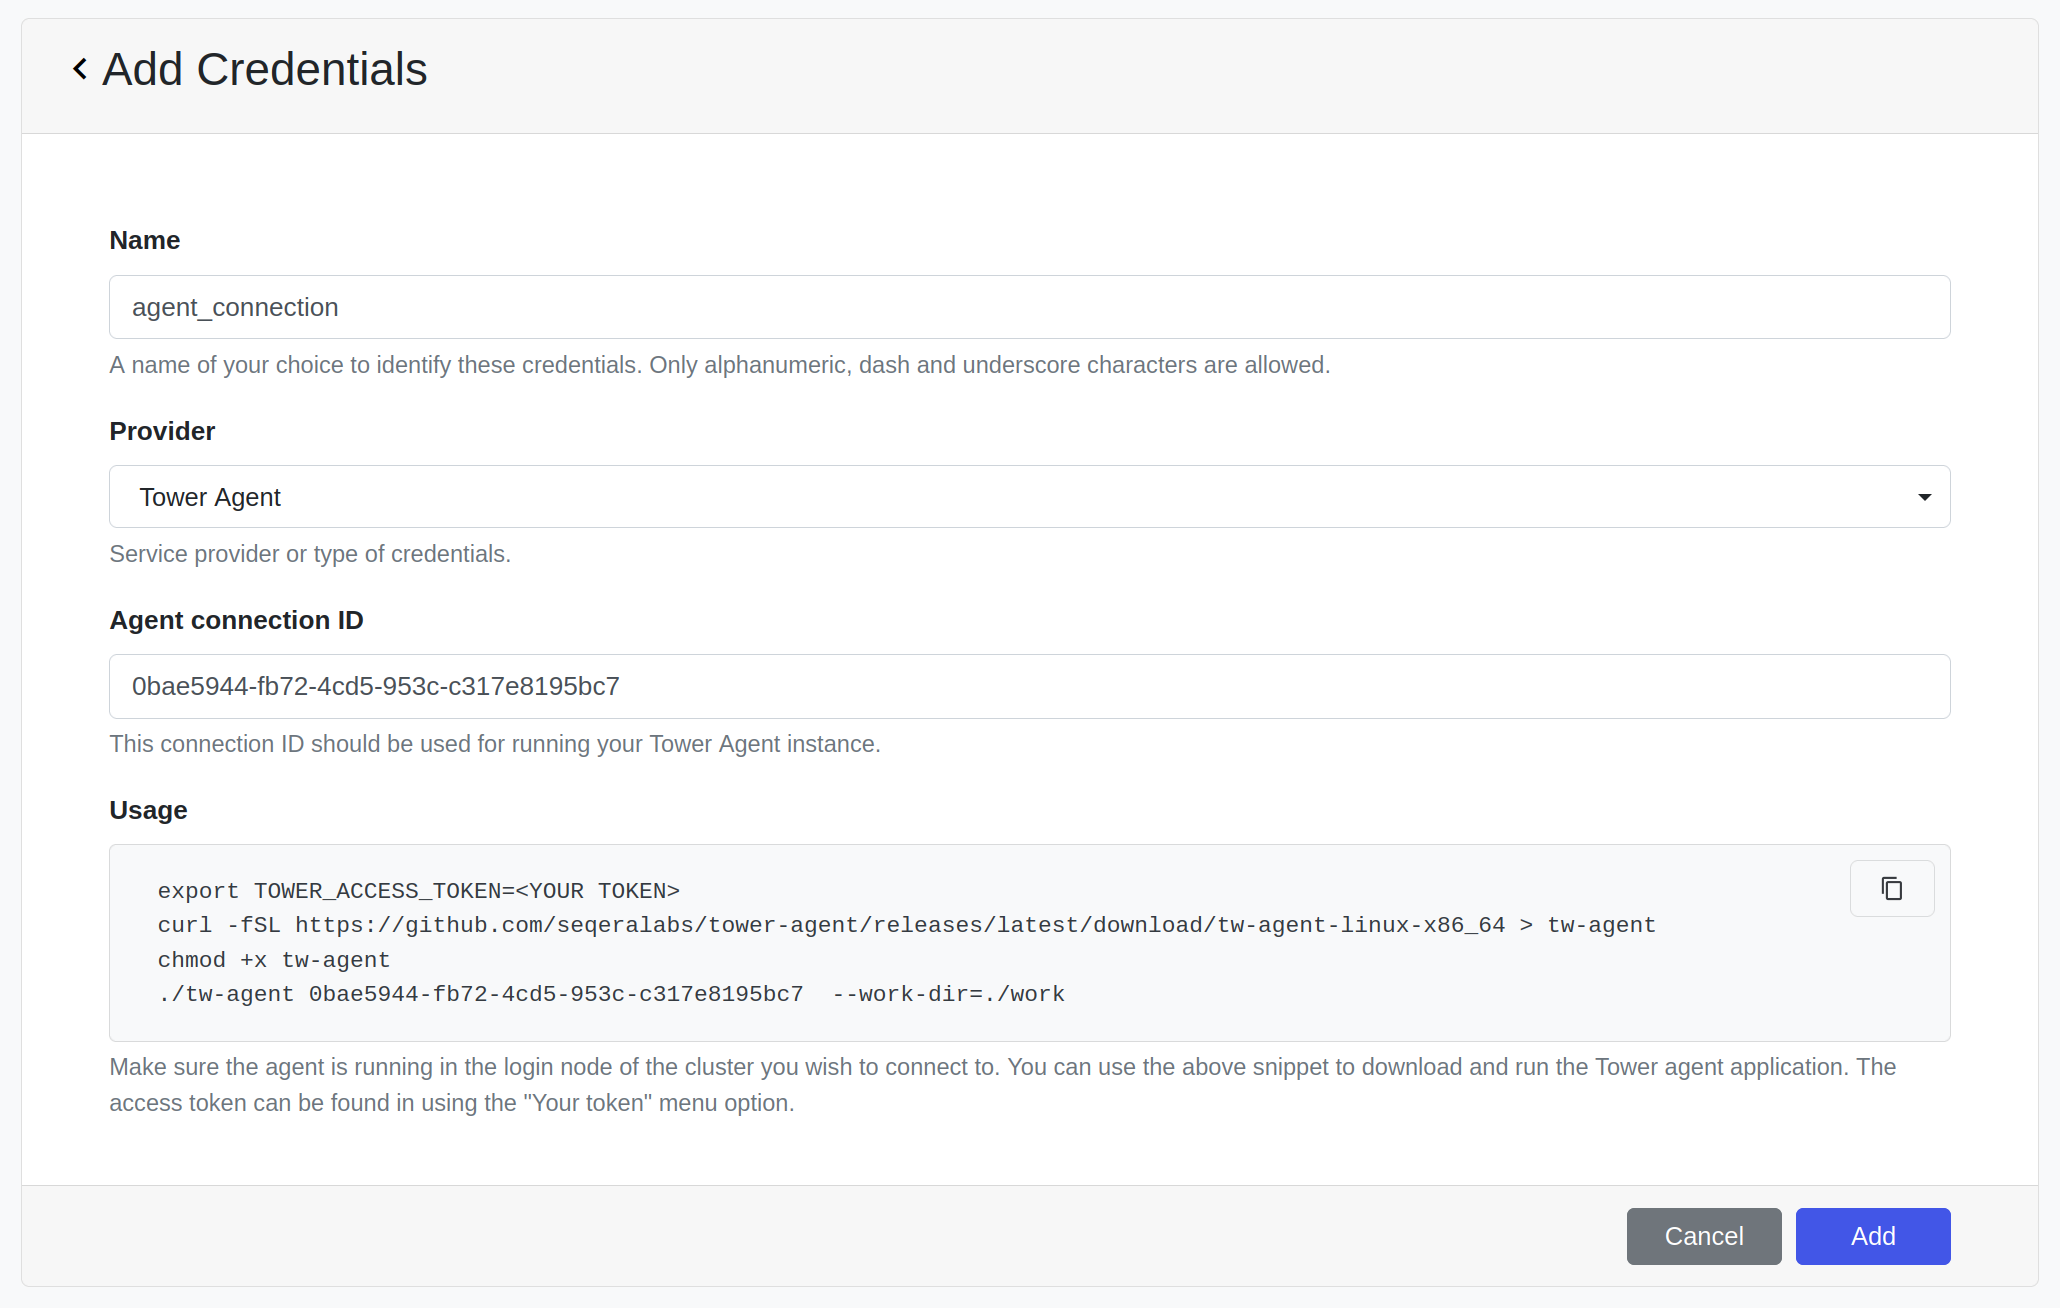 Add Credentials
Name
agent_connection
A name of your choice to identify these credentials. Only alphanumeric, dash and underscore characters are allowed.
Provider
Tower Agent
Service provider or type of credentials.
Agent connection ID
0bae5944-fb72-4cd5-953c-c317e8195bc7
This connection ID should be used for running your Tower Agent instance.
Usage
export TOWER_ACCESS_TOKEN=<YOUR TOKEN>
curl -fSL https://github.com/seqeralabs/tower-agent/releases/latest/download/tw-agent-linux-x86_64 > tw-agent
chmod +x tw-agent
./tw-agent 0bae5944-fb72-4cd5-953c-c317e8195bc7  --work-dir=./work
Make sure the agent is running in the login node of the cluster you wish to connect to. You can use the above snippet to download and run the Tower agent application. The
access token can be found in using the "Your token" menu option.
Cancel
Add